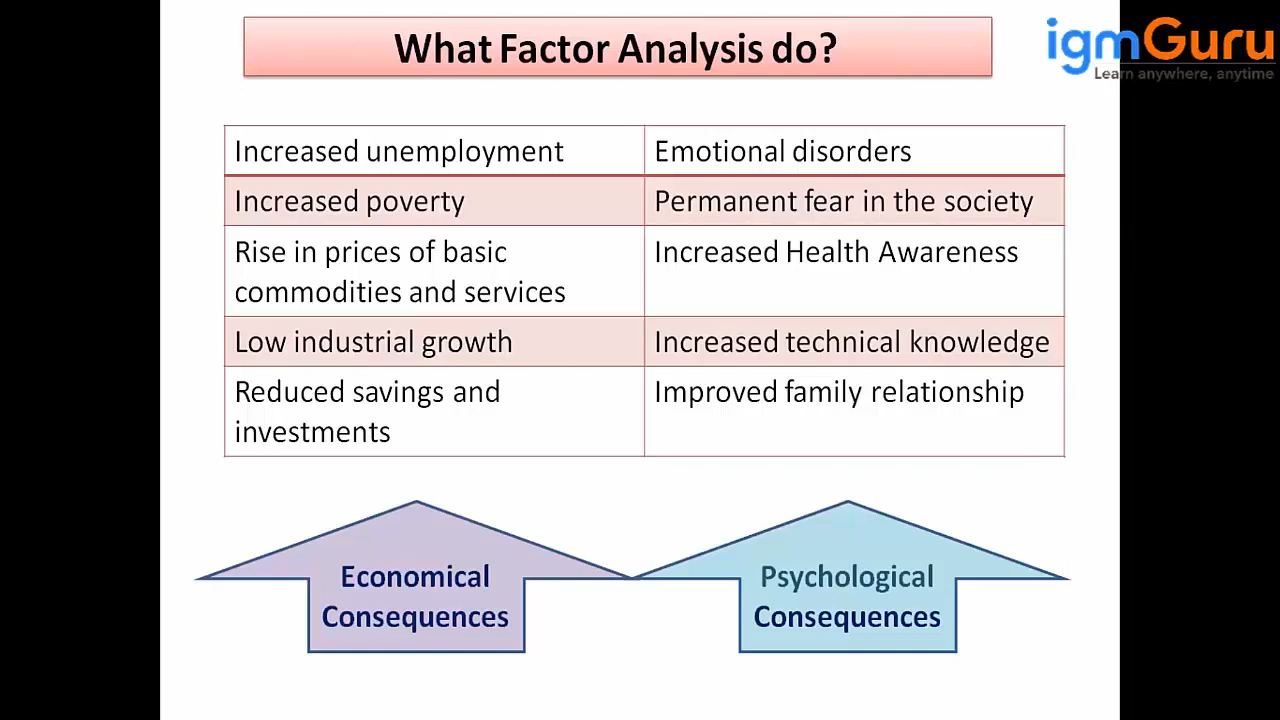 What Factor Analysis do?
igmGuru
Learn anywhere, anytime
Increased unemployment
Emotional disorders
Increased poverty
Permanent fear in the society
Rise in prices of basic
commodities and services
Increased Health Awareness
Low industrial growth
Increased technical knowledge
Reduced savings and
investments
Improved family relationship
Economical
Consequences
Psychological
Consequences